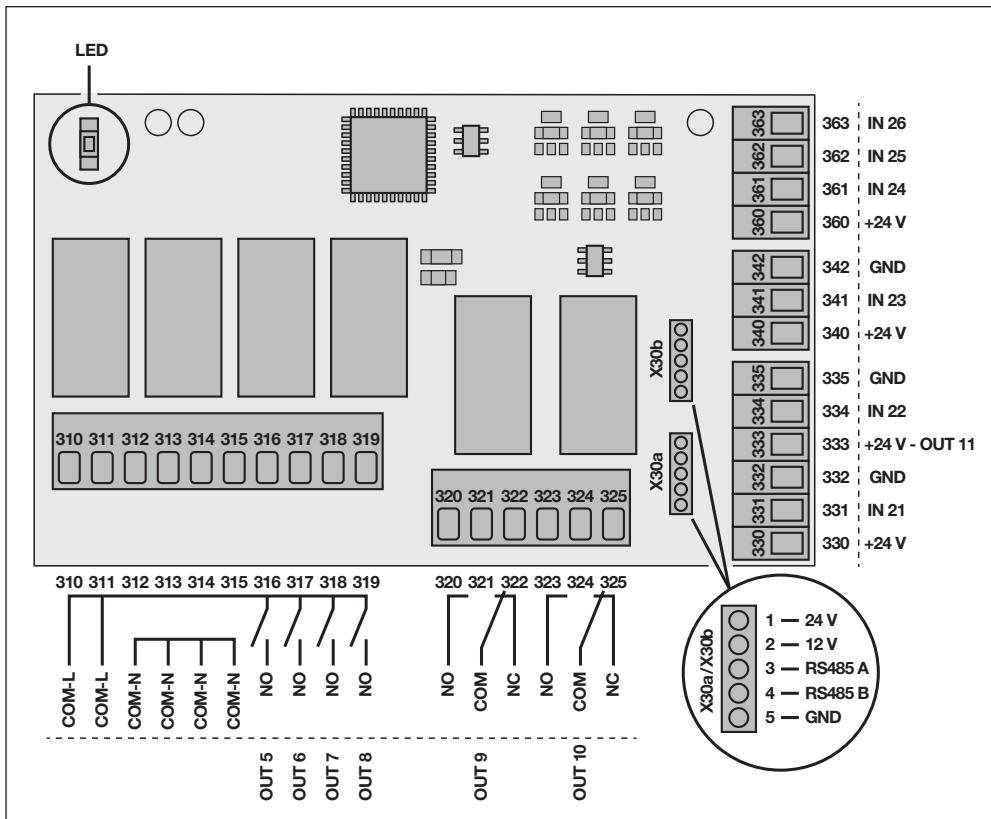 LED
363 363 IN 26
362 362 IN 25
361 361 IN 24
360 360 +24 V
342 342 GND
341 341 IN 23
340 340 +24 V
335 335 GND
334 334 IN 22
333 333 +24 V - OUT 11
332 332 GND
331 331 IN 21
330 330 +24 V
X30b
X30a
310 311 312 313 314 315 316 317 318 319
320 321 322 323 324 325
310 311 312 313 314 315 316 317 318 319
320 321 322 323 324 325
COM-L COM-L COM-N COM-N COM-N COM-N NO NO NO NO
NO COM NC NO COM NC
OUT 5 OUT 6 OUT 7 OUT 8 OUT 9 OUT 10
X30a/X30b
1 — 24 V
2 — 12 V
3 — RS485 A
4 — RS485 B
5 — GND